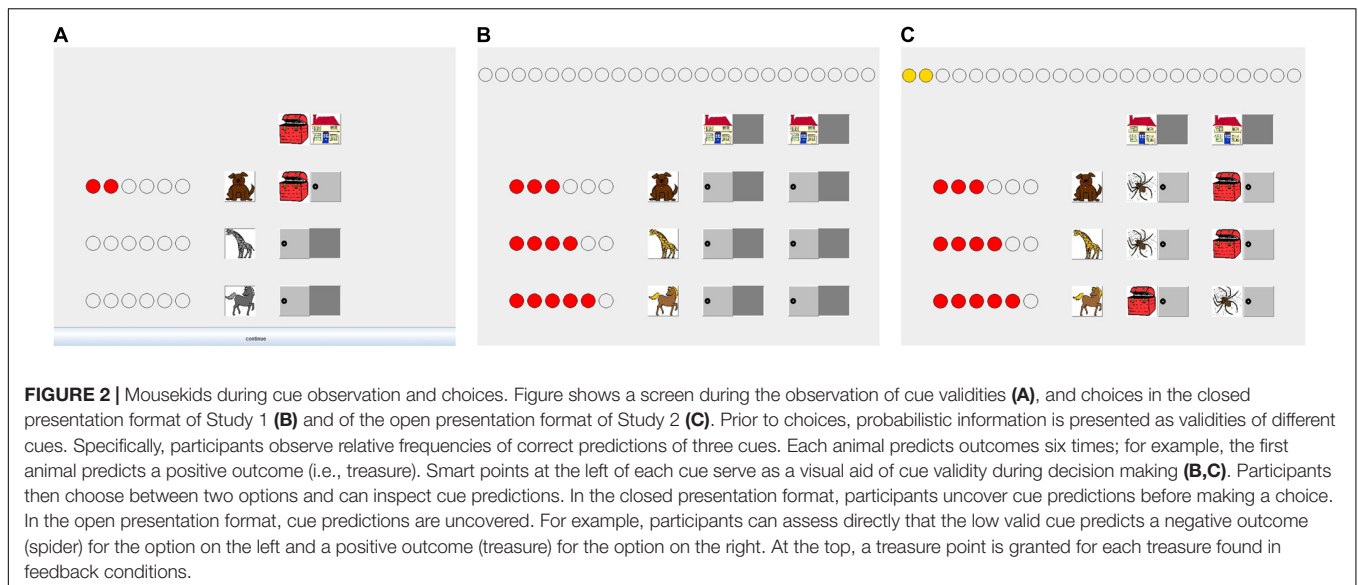 A
B
C
continue
FIGURE 2 | Mousekids during cue observation and choices. Figure shows a screen during the observation of cue validities (A), and choices in the closed
presentation format of Study 1 (B) and of the open presentation format of Study 2 (C). Prior to choices, probabilistic information is presented as validities of different
cues. Specifically, participants observe relative frequencies of correct predictions of three cues. Each animal predicts outcomes six times; for example, the first
animal predicts a positive outcome (i.e., treasure). Smart points at the left of each cue serve as a visual aid of cue validity during decision making (B,C). Participants
then choose between two options and can inspect cue predictions. In the closed presentation format, participants uncover cue predictions before making a choice.
In the open presentation format, cue predictions are uncovered. For example, participants can assess directly that the low valid cue predicts a negative outcome
(spider) for the option on the left and a positive outcome (treasure) for the option on the right. At the top, a treasure point is granted for each treasure found in
feedback conditions.